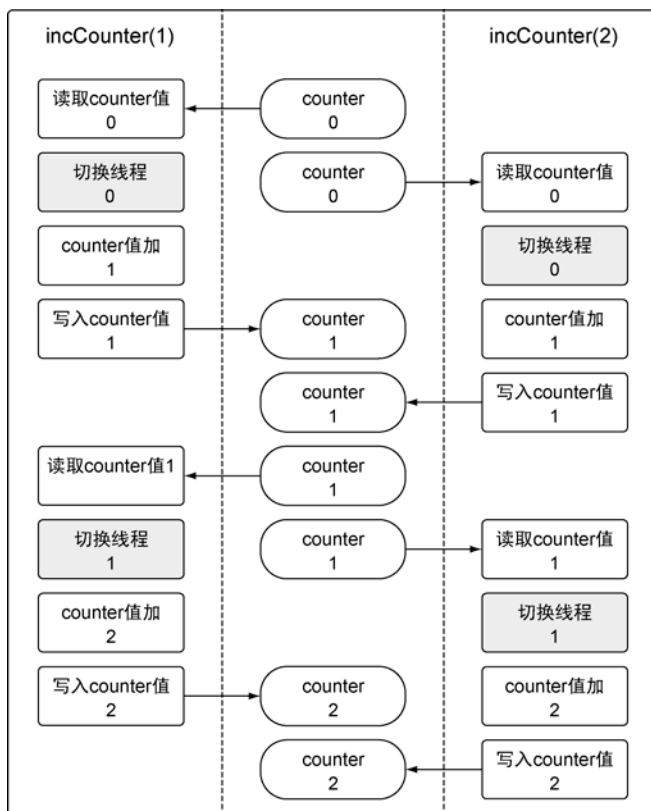 incCounter(1)
incCounter(2)
读取counter值
0
counter
0
切换线程
0
counter
0
读取counter值
0
counter值加
1
切换线程
0
写入counter值
1
counter
1
counter值加
1
counter
1
写入counter值
1
读取counter值1
counter
1
切换线程
1
counter
1
读取counter值
1
counter值加
2
切换线程
1
写入counter值
2
counter
2
counter值加
2
counter
2
写入counter值
2